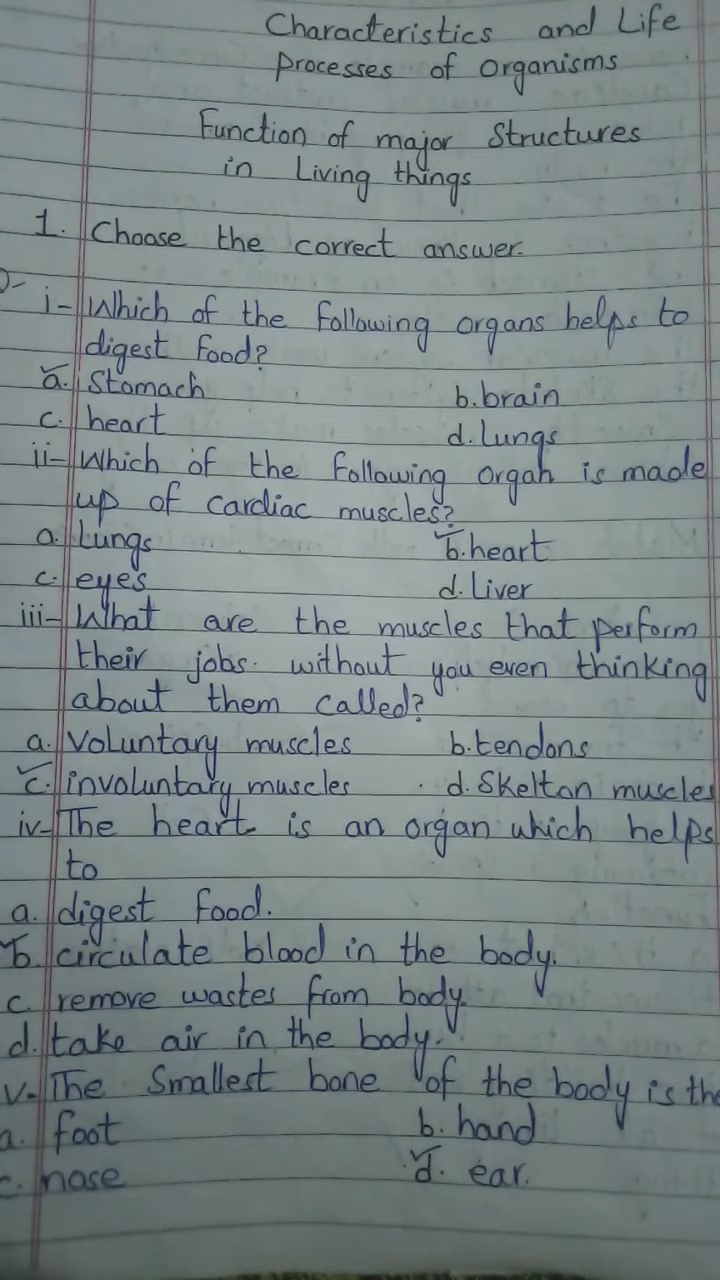 Characteristics and Life
Processes of Organisms
Function of major Structures
in Living things
1. Choose the correct answer.
i- Which of the following organs helps to
digest food?
a. Stomach b. brain
c. heart d. Lungs
ii- Which of the following organ is made
up of cardiac muscles?
a. Lungs b. heart
c. eyes d. Liver
iii- What are the muscles that perform
their jobs. without you even thinking
about them called?
a. Voluntary muscles b. tendons
c. involuntary muscles d. Skelton muscles
iv- The heart is an organ which helps
to
a. digest food.
b. circulate blood in the body.
c. remove wastes from body.
d. take air in the body.
v- The Smallest bone of the body is the
a. foot b. hand
c. nose d. ear.